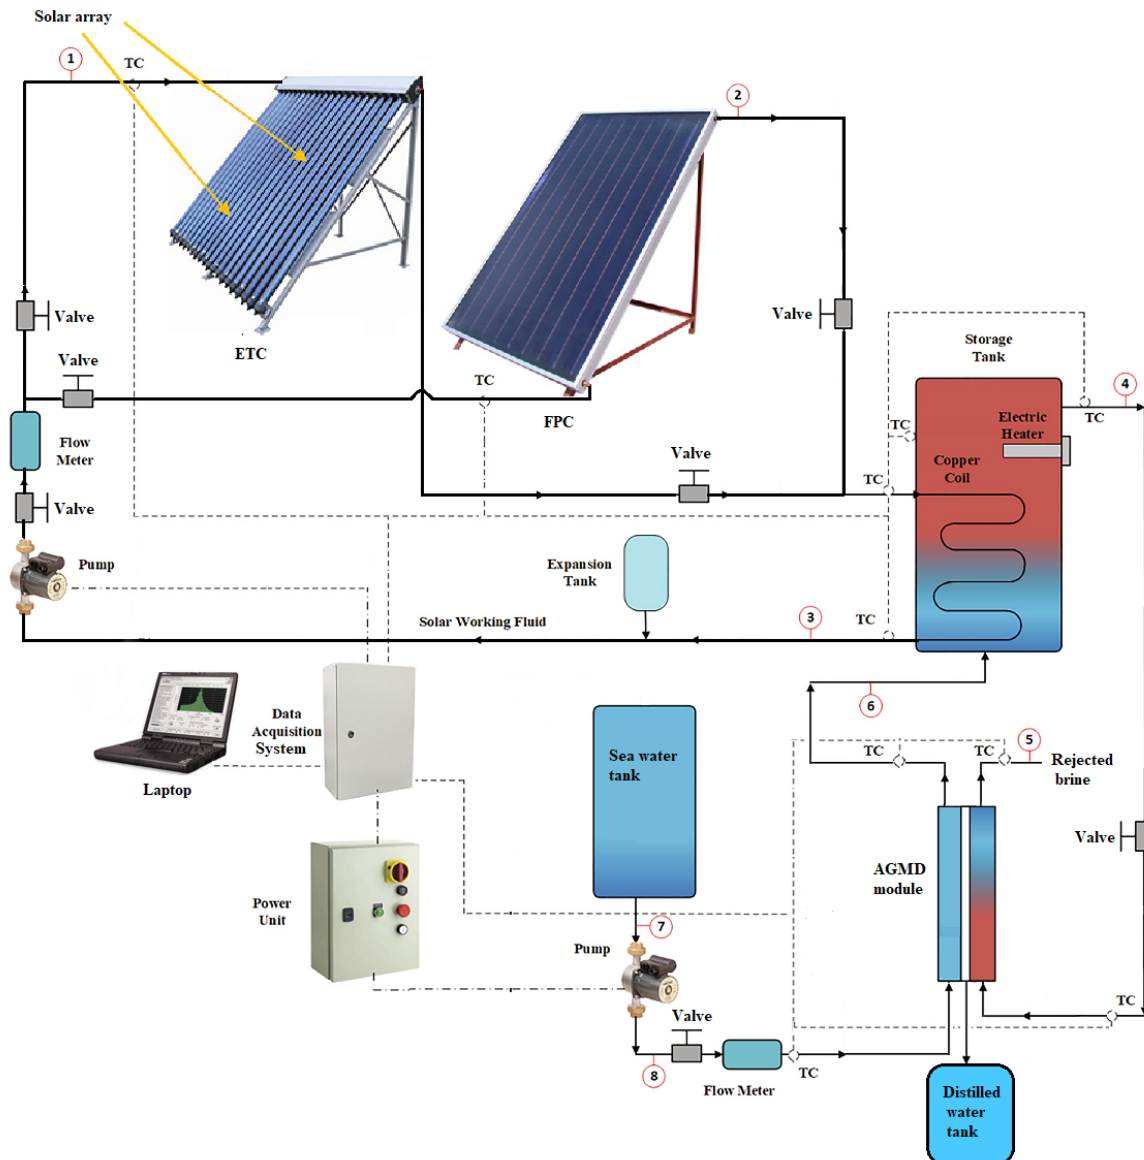 Solar array
1
TC
2
Valve
ETC
Valve
Valve
TC
FPC
Storage
Tank
4
TC
TC
Electric
Heater
Flow
Meter
Valve
TC
Copper
Coil
Valve
Pump
Expansion
Tank
Solar Working Fluid
3
TC
6
Data
Acquisition
System
Laptop
Sea water
tank
TC
TC
5
Rejected
brine
Valve
AGMD
module
Power
Unit
7
Pump
Valve
TC
8
TC
Flow Meter
Distilled
water
tank